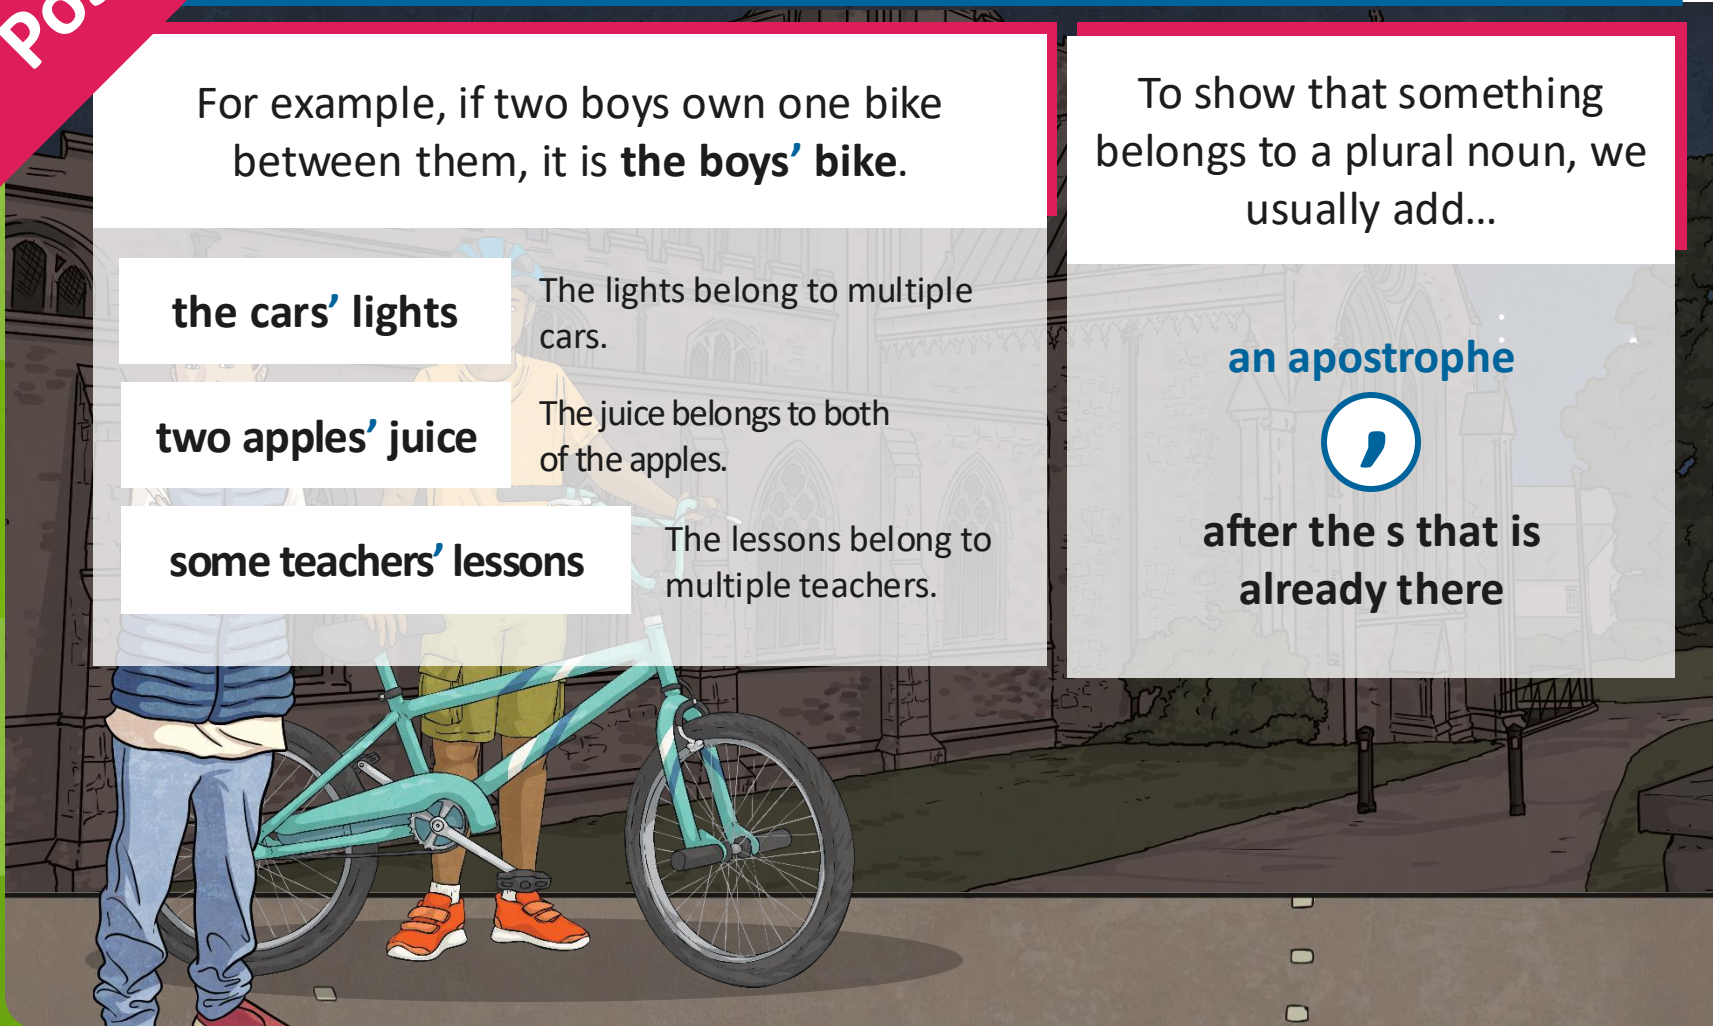 For example, if two boys own one bike
between them, it is the boys’ bike.
the cars’ lights
The lights belong to multiple
cars.
two apples’ juice
The juice belongs to both
of the apples.
some teachers’ lessons
The lessons belong to
multiple teachers.
To show that something
belongs to a plural noun, we
usually add...
an apostrophe
’
after the s that is
already there